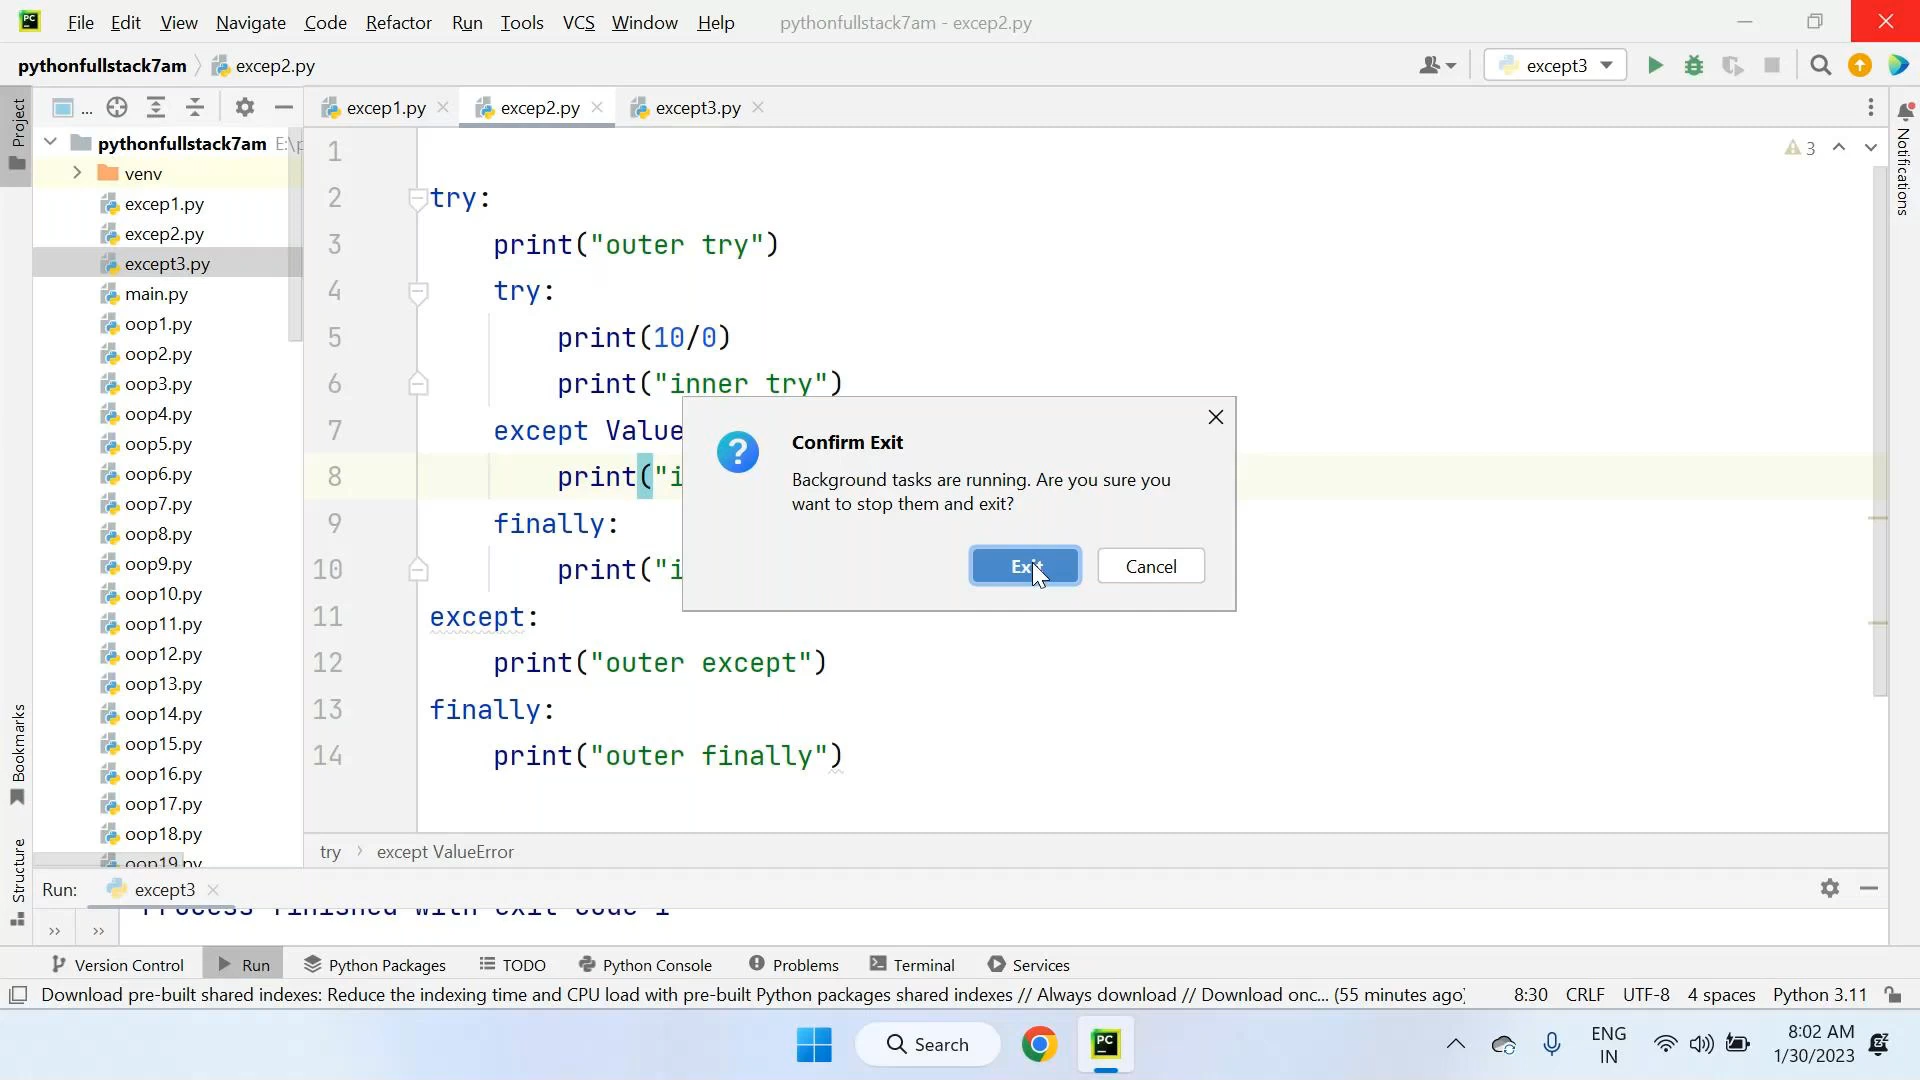 File Edit View Navigate Code Refactor Run Tools VCS Window Help pythonfullstack7am - excep2.py
pythonfullstack7am excep2.py except3
Project
...
excep1.py excep2.py except3.py
pythonfullstack7am E:\p
venv
excep1.py
excep2.py
except3.py
main.py
oop1.py
oop2.py
oop3.py
oop4.py
oop5.py
oop6.py
oop7.py
oop8.py
oop9.py
oop10.py
oop11.py
oop12.py
oop13.py
oop14.py
oop15.py
oop16.py
oop17.py
oop18.py
oop19.py
Bookmarks
Structure
Notifications
3
1
2 try:
3 print("outer try")
4 try:
5 print(10/0)
6 print("inner try")
7 except Value
8 print("i
9 finally:
10 print("i
11 except:
12 print("outer except")
13 finally:
14 print("outer finally")
Confirm Exit
Background tasks are running. Are you sure you
want to stop them and exit?
Exit Cancel
try except ValueError
Run: except3
Process finished with exit code 1
Version Control Run Python Packages TODO Python Console Problems Terminal Services
Download pre-built shared indexes: Reduce the indexing time and CPU load with pre-built Python packages shared indexes // Always download // Download onc... (55 minutes ago) 8:30 CRLF UTF-8 4 spaces Python 3.11
Search
PC
ENG
IN
8:02 AM
1/30/2023